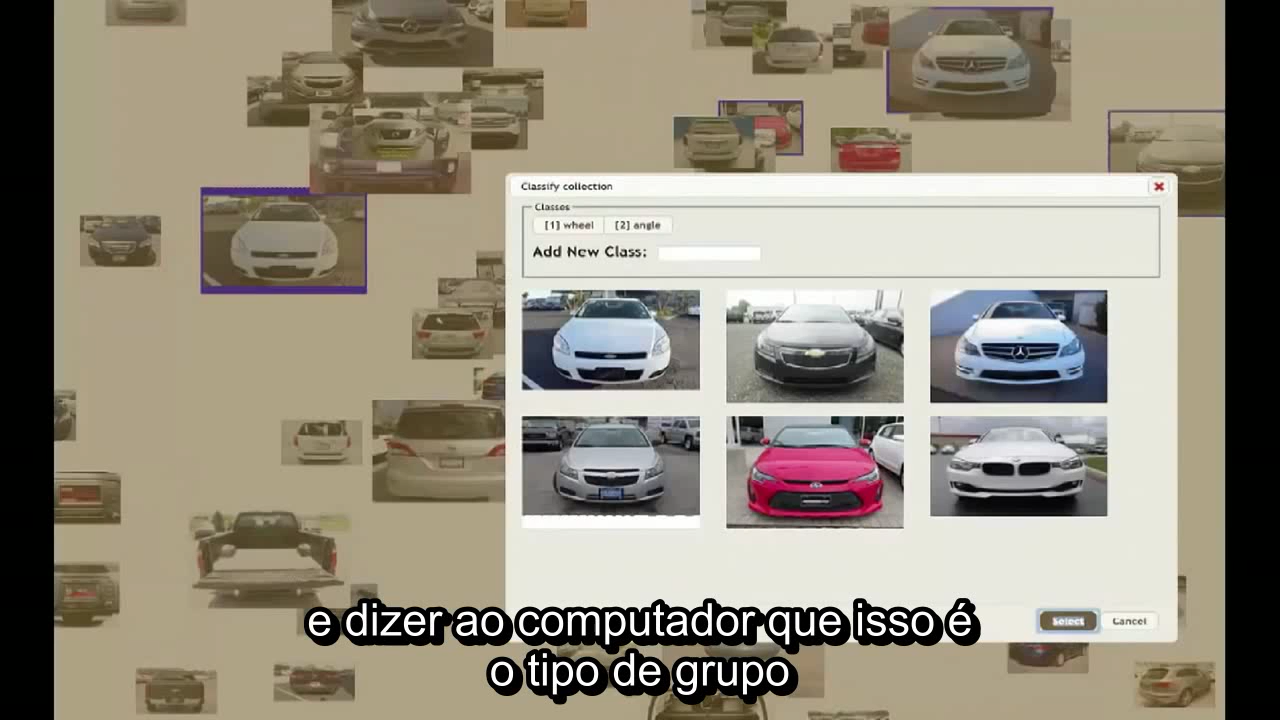 Classify collection
Classes
[1] wheel [2] angle
Add New Class:
Select Cancel
e dizer ao computador que isso é
o tipo de grupo